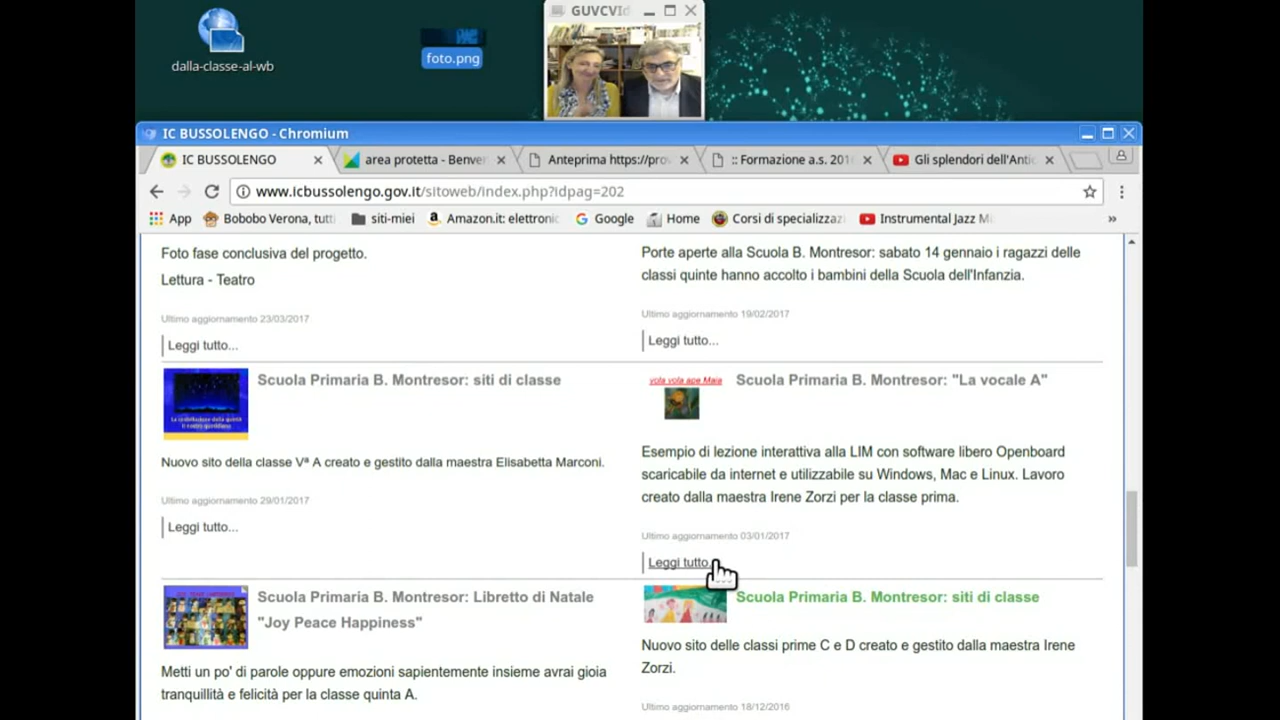 GUVCVId
dalla-classe-al-wb
foto.png
IC BUSSOLENGO - Chromium
IC BUSSOLENGO
area protetta - Benver
Anteprima https://pro
:: Formazione a.s. 201
Gli splendori dell'Anti
www.icbussolengo.gov.it/sitoweb/index.php?idpag=202
App
Bobobo Verona, tutt
siti-miei
Amazon.it: elettronic
Google
Home
Corsi di specializzazi
Instrumental Jazz M
»
Foto fase conclusiva del progetto.
Lettura - Teatro
Ultimo aggiornamento 23/03/2017
Leggi tutto...
Porte aperte alla Scuola B. Montresor: sabato 14 gennaio i ragazzi delle
classi quinte hanno accolto i bambini della Scuola dell'Infanzia.
Ultimo aggiornamento 19/02/2017
Leggi tutto...
Scuola Primaria B. Montresor: siti di classe
Nuovo sito della classe Vª A creato e gestito dalla maestra Elisabetta Marconi.
Ultimo aggiornamento 29/01/2017
Leggi tutto...
vola vola ape Maia
Scuola Primaria B. Montresor: "La vocale A"
Esempio di lezione interattiva alla LIM con software libero Openboard
scaricabile da internet e utilizzabile su Windows, Mac e Linux. Lavoro
creato dalla maestra Irene Zorzi per la classe prima.
Ultimo aggiornamento 03/01/2017
Leggi tutto.
Scuola Primaria B. Montresor: Libretto di Natale
"Joy Peace Happiness"
Metti un po' di parole oppure emozioni sapientemente insieme avrai gioia
tranquillità e felicità per la classe quinta A.
Scuola Primaria B. Montresor: siti di classe
Nuovo sito delle classi prime C e D creato e gestito dalla maestra Irene
Zorzi.
Ultimo aggiornamento 18/12/2016